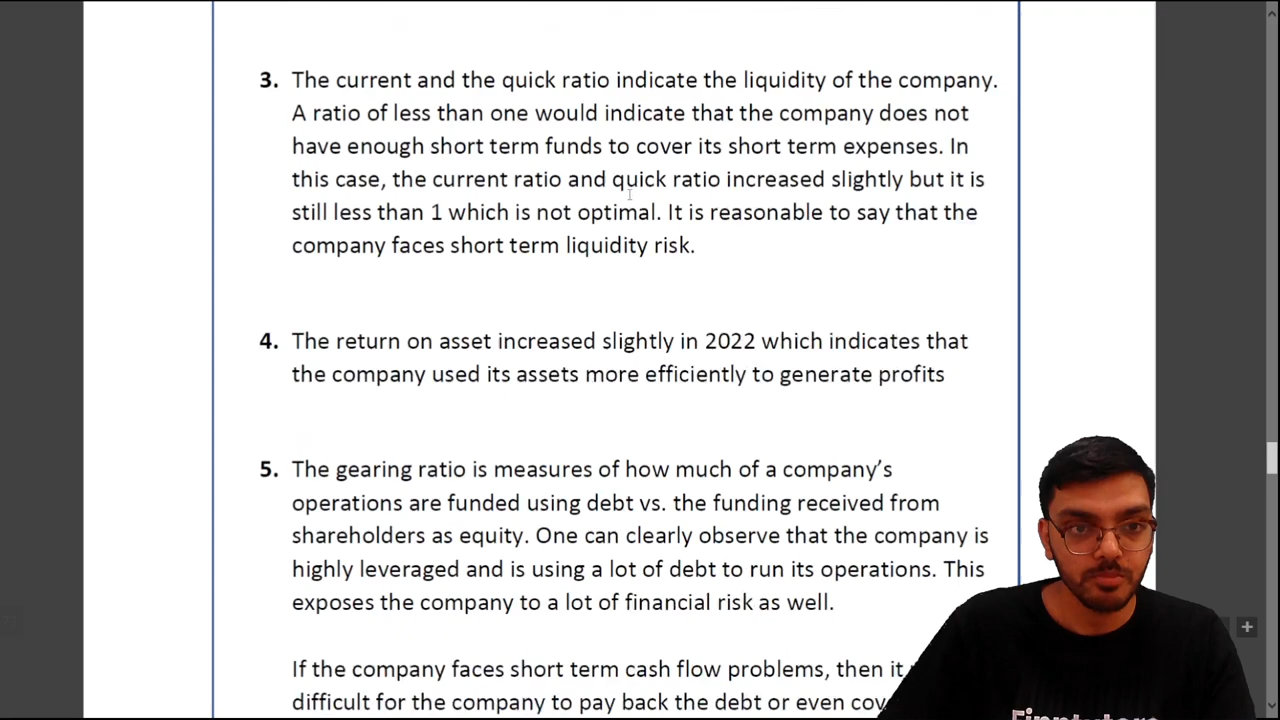 3. The current and the quick ratio indicate the liquidity of the company.
A ratio of less than one would indicate that the company does not
have enough short term funds to cover its short term expenses. In
this case, the current ratio and quick ratio increased slightly but it is
still less than 1 which is not optimal. It is reasonable to say that the
company faces short term liquidity risk.
4. The return on asset increased slightly in 2022 which indicates that
the company used its assets more efficiently to generate profits
5. The gearing ratio is measures of how much of a company’s
operations are funded using debt vs. the funding received from
shareholders as equity. One can clearly observe that the company is
highly leveraged and is using a lot of debt to run its operations. This
exposes the company to a lot of financial risk as well.
If the company faces short term cash flow problems, then it
difficult for the company to pay back the debt or even